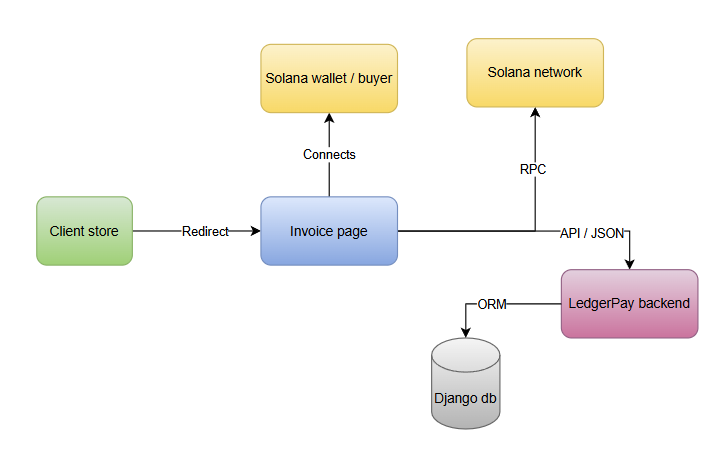 Solana wallet / buyer
Solana network
Connects
RPC
Client store
Redirect
Invoice page
API / JSON
LedgerPay backend
ORM
Django db